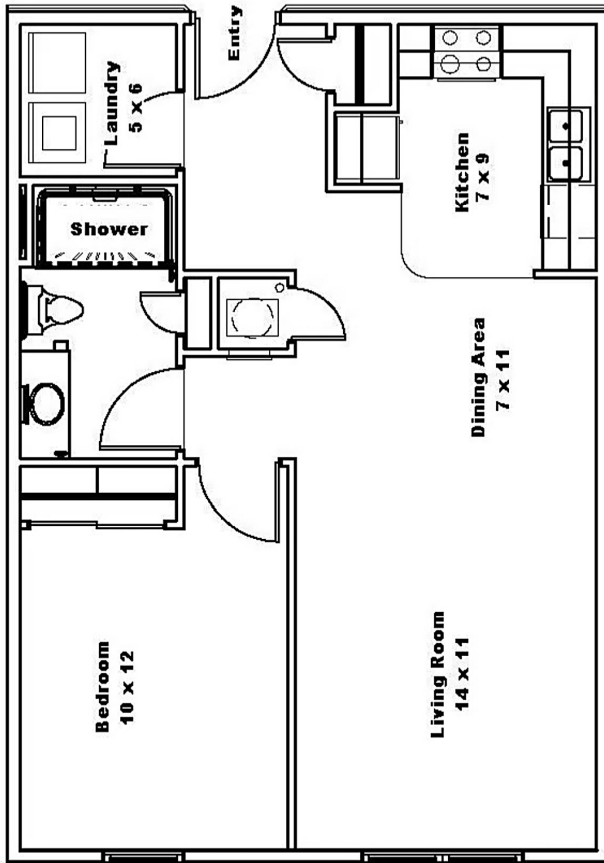 Entry
Laundry
5 x 6
Shower
Kitchen
7 x 9
Dining Area
7 x 11
Bedroom
10 x 12
Living Room
14 x 11